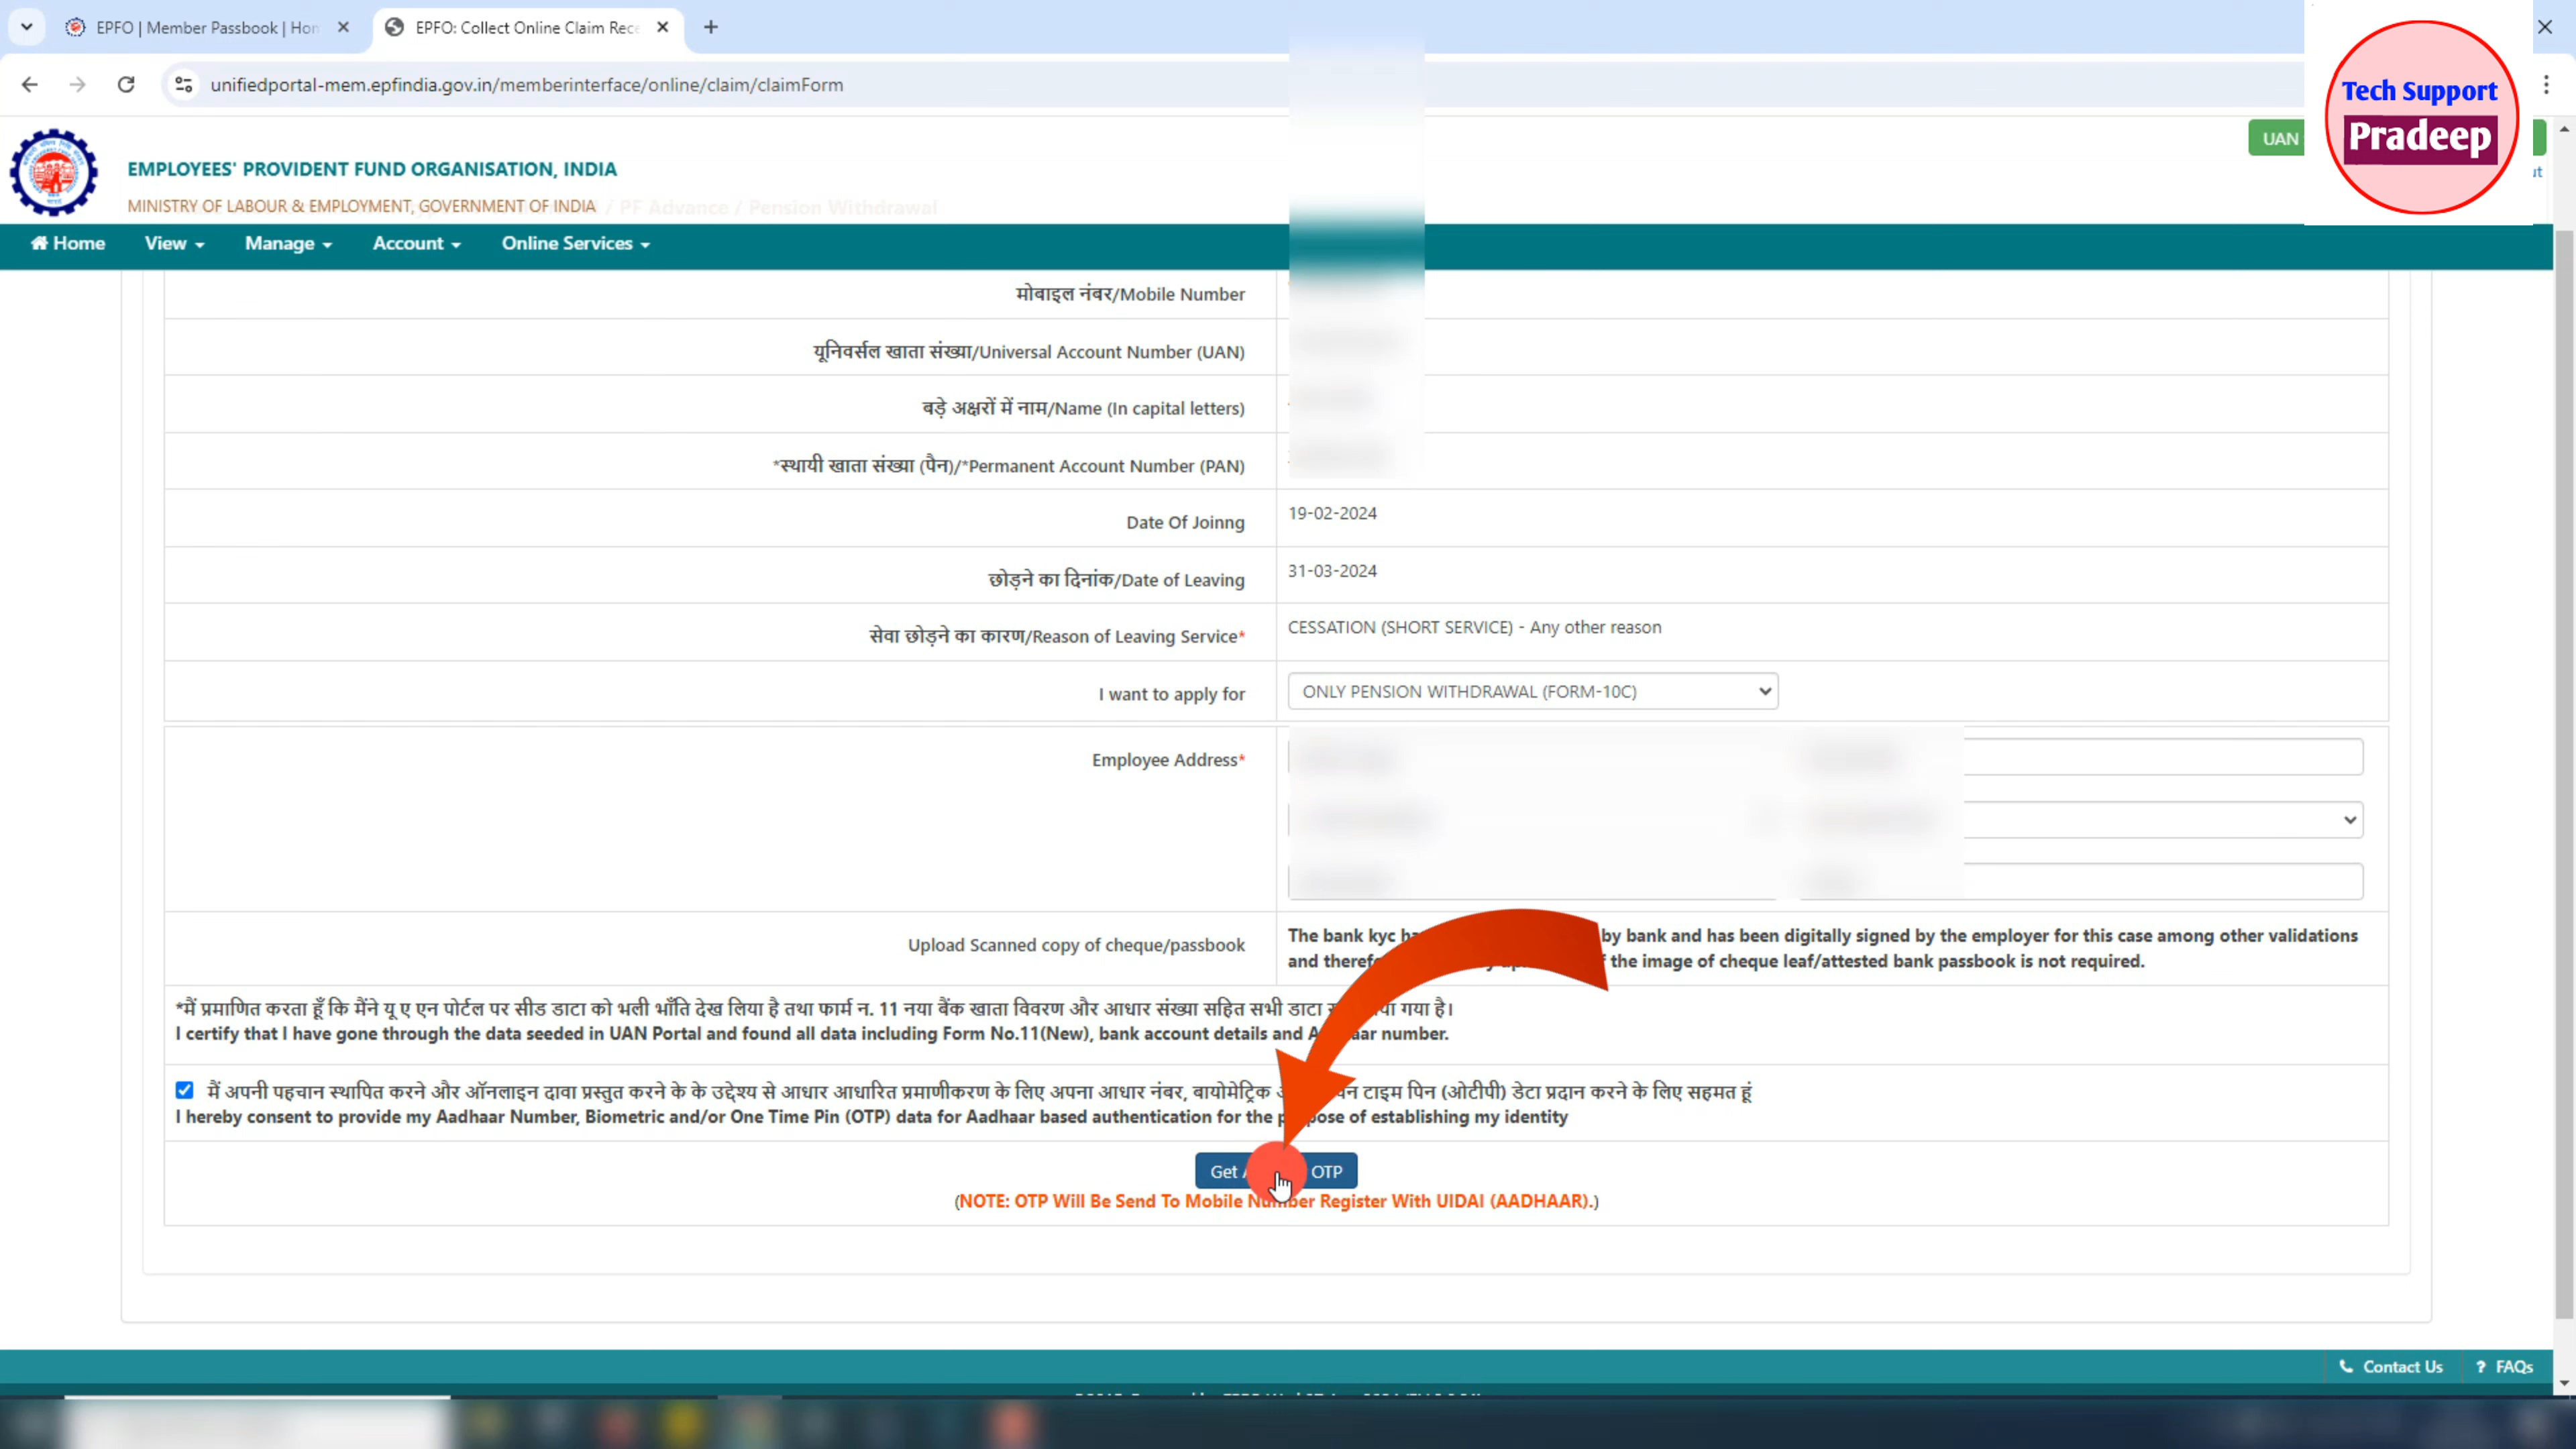 EPFO | Member Passbook | Hon
EPFO: Collect Online Claim Rece
unifiedportal-mem.epfindia.gov.in/memberinterface/online/claim/claimForm
Tech Support
Pradeep
EMPLOYEES' PROVIDENT FUND ORGANISATION, INDIA
UAN
MINISTRY OF LABOUR & EMPLOYMENT, GOVERNMENT OF INDIA / PF Advance / Pension Withdrawal
Home View Manage Account Online Services
मोबाइल नंबर/Mobile Number
यूनिवर्सल खाता संख्या/Universal Account Number (UAN)
बड़े अक्षरों में नाम/Name (In capital letters)
*स्थायी खाता संख्या (पैन)/*Permanent Account Number (PAN)
Date Of Joinng 19-02-2024
छोड़ने का दिनांक/Date of Leaving 31-03-2024
सेवा छोड़ने का कारण/Reason of Leaving Service* CESSATION (SHORT SERVICE) - Any other reason
I want to apply for ONLY PENSION WITHDRAWAL (FORM-10C)
Employee Address*
Upload Scanned copy of cheque/passbook
The bank kyc by bank and has been digitally signed by the employer for this case among other validations
and the image of cheque leaf/attested bank passbook is not required.
*मैं प्रमाणित करता हूँ कि मैंने यू ए एन पोर्टल पर सीड डाटा को भली भाँति देख लिया है तथा फार्म न. 11 नया बैंक खाता विवरण और आधार संख्या सहित सभी डाटा गया है।
I certify that I have gone through the data seeded in UAN Portal and found all data including Form No.11(New), bank account details and number.
मैं अपनी पहचान स्थापित करने और ऑनलाइन दावा प्रस्तुत करने के के उद्देश्य से आधार आधारित प्रमाणीकरण के लिए अपना आधार नंबर, बायोमेट्रिक टाइम पिन (ओटीपी) डेटा प्रदान करने के लिए सहमत हूं
I hereby consent to provide my Aadhaar Number, Biometric and/or One Time Pin (OTP) data for Aadhaar based authentication for the of establishing my identity
Get OTP
(NOTE: OTP Will Be Send To Mobile Number Register With UIDAI (AADHAAR).)
Contact Us ? FAQs